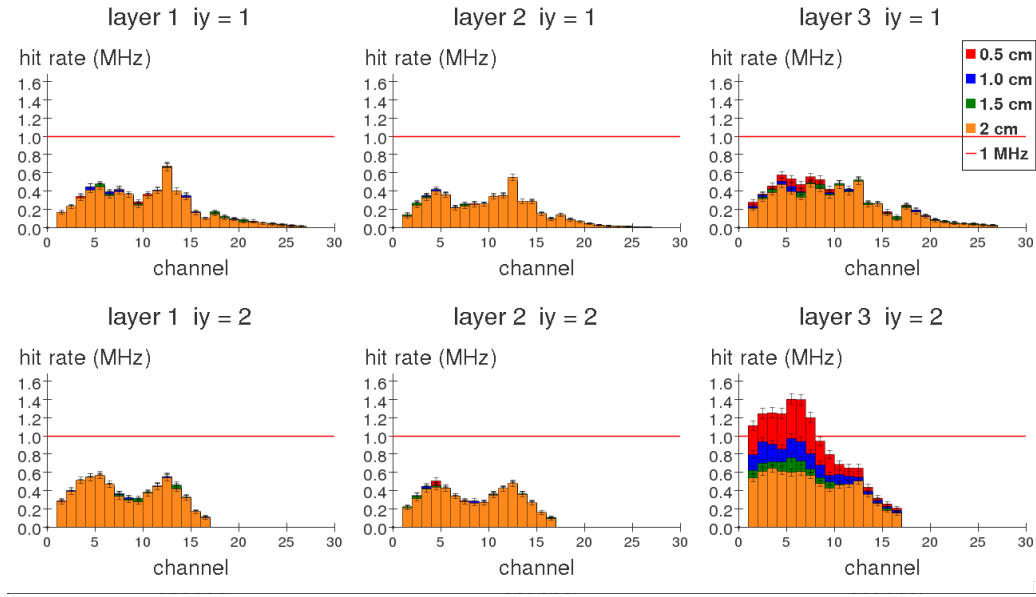 layer 1 iy = 1
hit rate (MHz)
1.6
1.4
1.2
1.0
0.8
0.6
0.4
0.2
0.0
0 5 10 15 20 25 30
channel
layer 2 iy = 1
hit rate (MHz)
1.6
1.4
1.2
1.0
0.8
0.6
0.4
0.2
0.0
0 5 10 15 20 25 30
channel
layer 3 iy = 1
hit rate (MHz)
1.6
1.4
1.2
1.0
0.8
0.6
0.4
0.2
0.0
0 5 10 15 20 25 30
channel
0.5 cm
1.0 cm
1.5 cm
2 cm
1 MHz
layer 1 iy = 2
hit rate (MHz)
1.6
1.4
1.2
1.0
0.8
0.6
0.4
0.2
0.0
0 5 10 15 20 25 30
channel
layer 2 iy = 2
hit rate (MHz)
1.6
1.4
1.2
1.0
0.8
0.6
0.4
0.2
0.0
0 5 10 15 20 25 30
channel
layer 3 iy = 2
hit rate (MHz)
1.6
1.4
1.2
1.0
0.8
0.6
0.4
0.2
0.0
0 5 10 15 20 25 30
channel